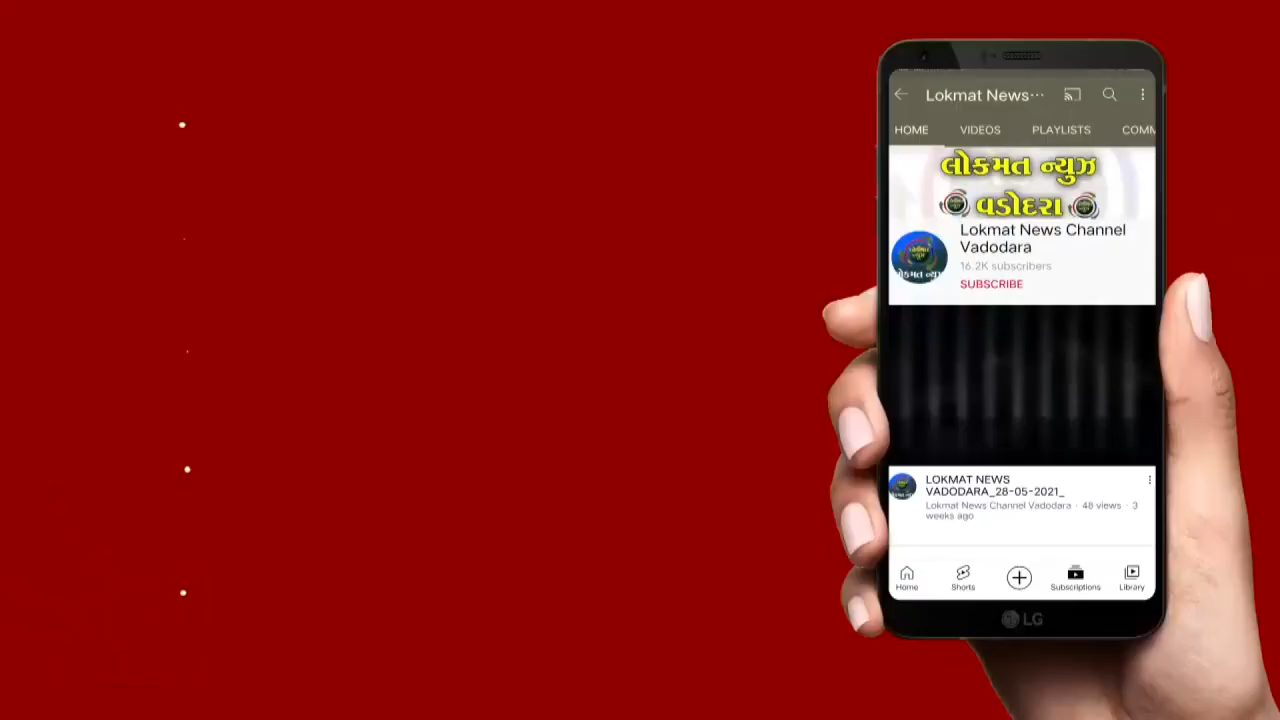 Lokmat News...
HOME VIDEOS PLAYLISTS COMM
લોકમત ન્યુઝ
વડોદરા
Lokmat News Channel
Vadodara
16.2K subscribers
SUBSCRIBE
LOKMAT NEWS
VADODARA_28-05-2021_
Lokmat News Channel Vadodara · 48 views · 3
weeks ago
Home Shorts Subscriptions Library
LG